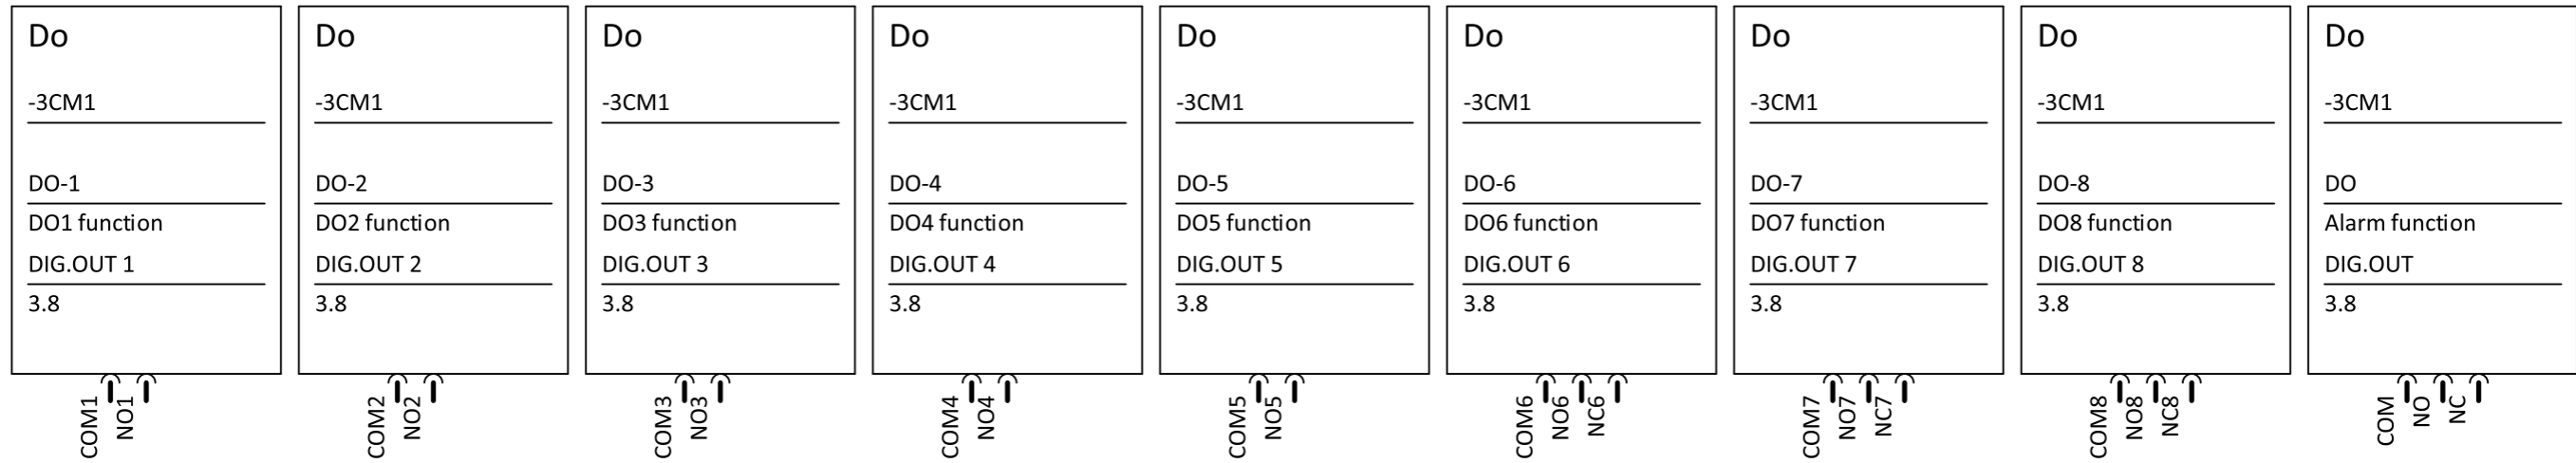 Do
-3CM1
DO-1
DO1 function
DIG.OUT 1
3.8
COM1
NO1
Do
-3CM1
DO-2
DO2 function
DIG.OUT 2
3.8
COM2
NO2
Do
-3CM1
DO-3
DO3 function
DIG.OUT 3
3.8
COM3
NO3
Do
-3CM1
DO-4
DO4 function
DIG.OUT 4
3.8
COM4
NO4
Do
-3CM1
DO-5
DO5 function
DIG.OUT 5
3.8
COM5
NO5
Do
-3CM1
DO-6
DO6 function
DIG.OUT 6
3.8
COM6
NO6
NC6
Do
-3CM1
DO-7
DO7 function
DIG.OUT 7
3.8
COM7
NO7
NC7
Do
-3CM1
DO-8
DO8 function
DIG.OUT 8
3.8
COM8
NO8
NC8
Do
-3CM1
DO
Alarm function
DIG.OUT
3.8
COM
NO
NC